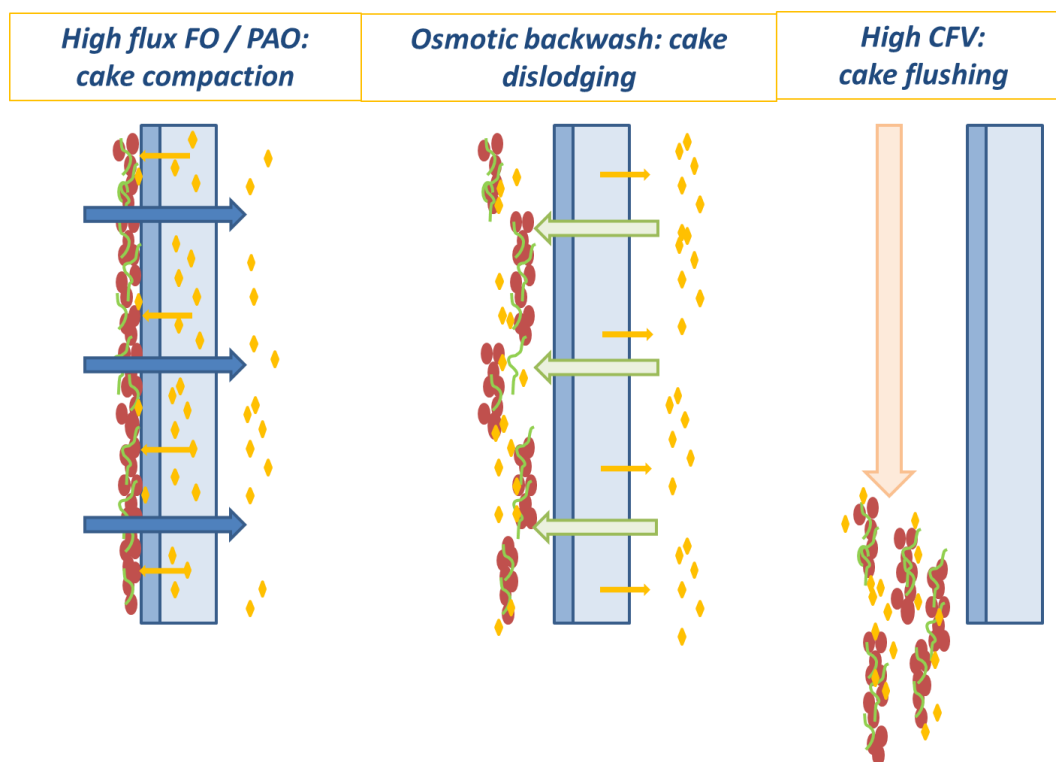 High flux FO / PAO:
cake compaction
Osmotic backwash: cake
dislodging
High CFV:
cake flushing